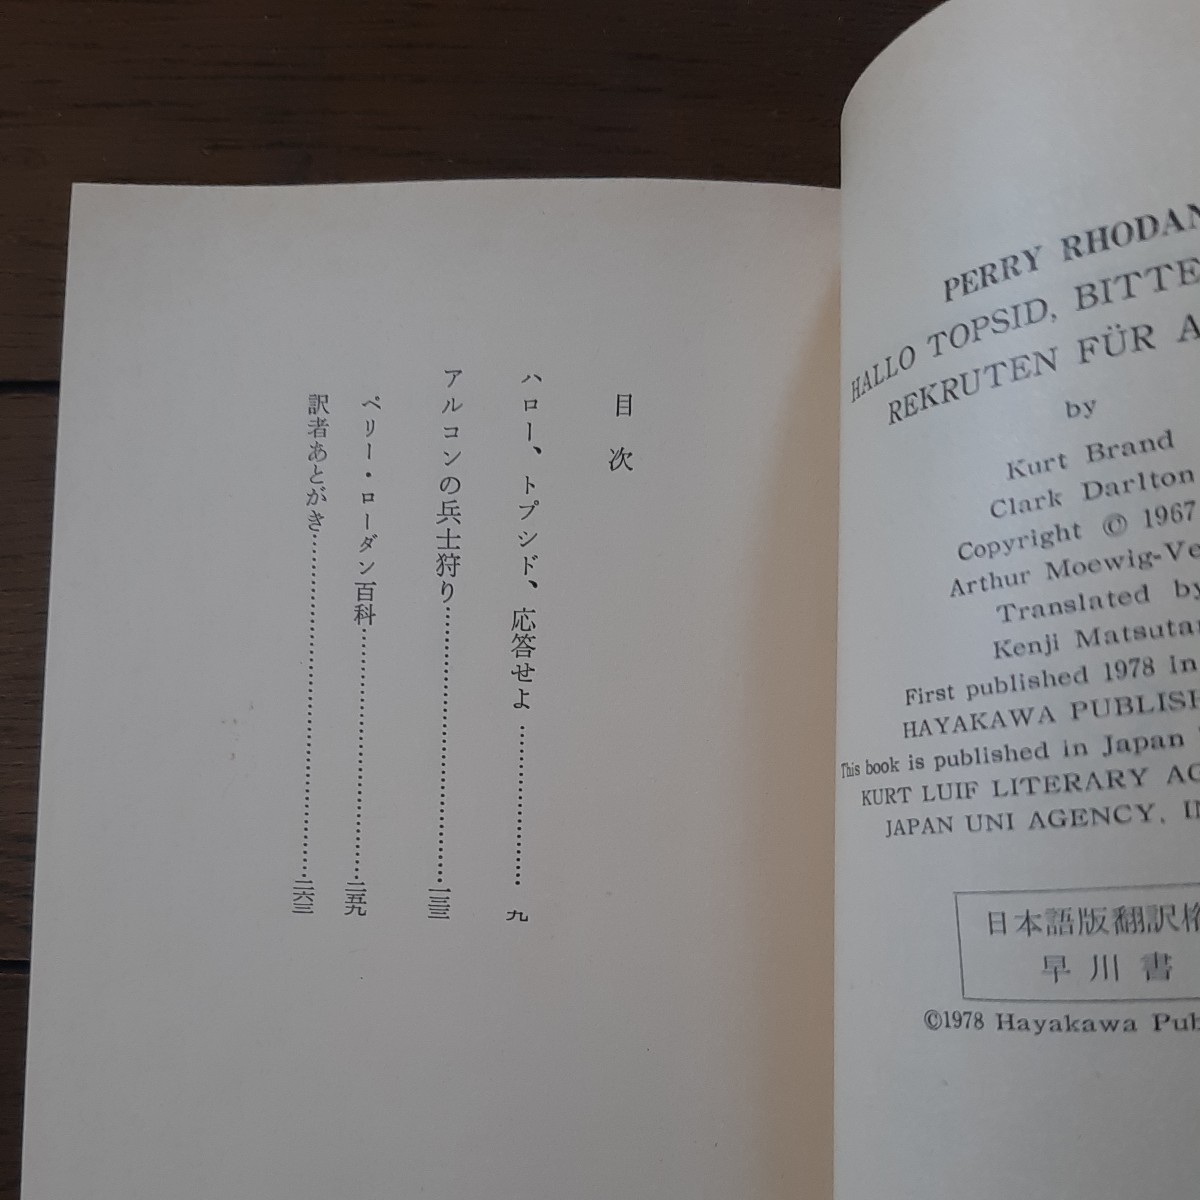 目次
ハロー、トプシド、応答せよ…………………九
アルコンの兵士狩り…………………一三三
ペリー・ローダン百科…………………二五九
訳者あとがき…………………二六三
PERRY RHODAN
HALLO TOPSID, BITTE
REKRUTEN FÜR A
by
Kurt Brand
Clark Darlton
Copyright © 1967
Arthur Moewig-Ve
Translated by
Kenji Matsuta
First published 1978 in
HAYAKAWA PUBLISH
This book is published in Japan
KURT LUIF LITERARY AG
JAPAN UNI AGENCY, IN
日本語版翻訳権
早川書
©1978 Hayakawa Pub